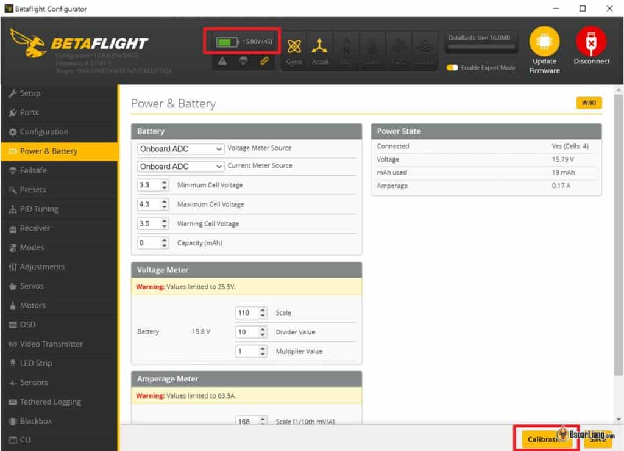 Betaflight Configurator
BETAFLIGHT
15.80V (4S)
Gyro
Accel
Dataflash: free 16.0MB
Enable Expert Mode
Update Firmware
Disconnect
Setup
Ports
Configuration
Power & Battery
Failsafe
Presets
PID Tuning
Receiver
Modes
Adjustments
Servos
Motors
OSD
Video Transmitter
LED Strip
Sensors
Tethered Logging
Blackbox
CLI
Power & Battery
WIKI
Battery
Onboard ADC Voltage Meter Source
Onboard ADC Current Meter Source
3.3 Minimum Cell Voltage
4.3 Maximum Cell Voltage
3.5 Warning Cell Voltage
0 Capacity (mAh)
Power State
Connected Yes (Cells: 4)
Voltage 15.79 V
mAh used 19 mAh
Amperage 0.17 A
Voltage Meter
Warning: Values limited to 25.5V.
110 Scale
Battery 15.8 V 10 Divider Value
1 Multiplier Value
Amperage Meter
Warning: Values limited to 63.5A.
168 Scale [1/10th mV/A]
OscarLiang.com